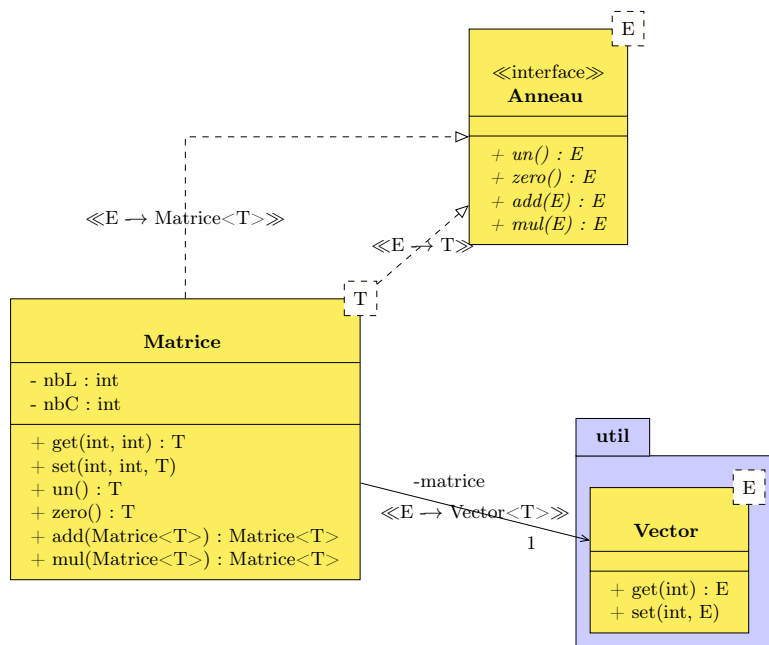 E
≪interface≫
Anneau
+ un() : E
+ zero() : E
+ add(E) : E
+ mul(E) : E
≪E → Matrice<T>≫
≪E → T≫
T
Matrice
- nbL : int
- nbC : int
+ get(int, int) : T
+ set(int, int, T)
+ un() : T
+ zero() : T
+ add(Matrice<T>) : Matrice<T>
+ mul(Matrice<T>) : Matrice<T>
-matrice
≪E → Vector<T>≫
1
util
E
Vector
+ get(int) : E
+ set(int, E)